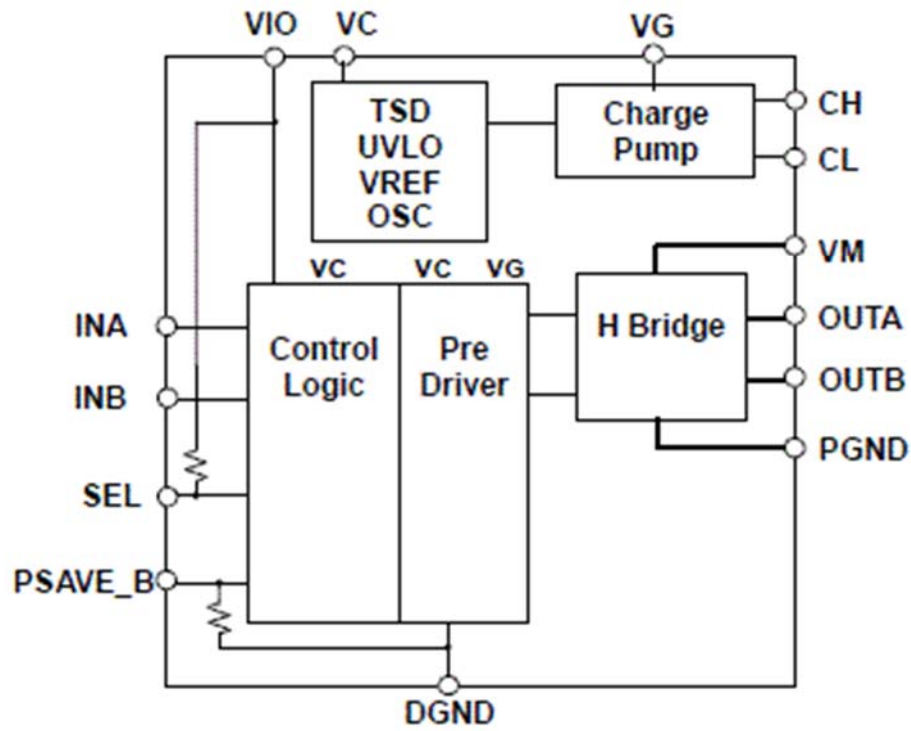 VIO
VC
VG
TSD
UVLO
VREF
OSC
Charge
Pump
CH
CL
VM
VC
VC
VG
INA
Control
Logic
Pre
Driver
H Bridge
OUTA
INB
OUTB
PGND
SEL
PSAVE_B
DGND